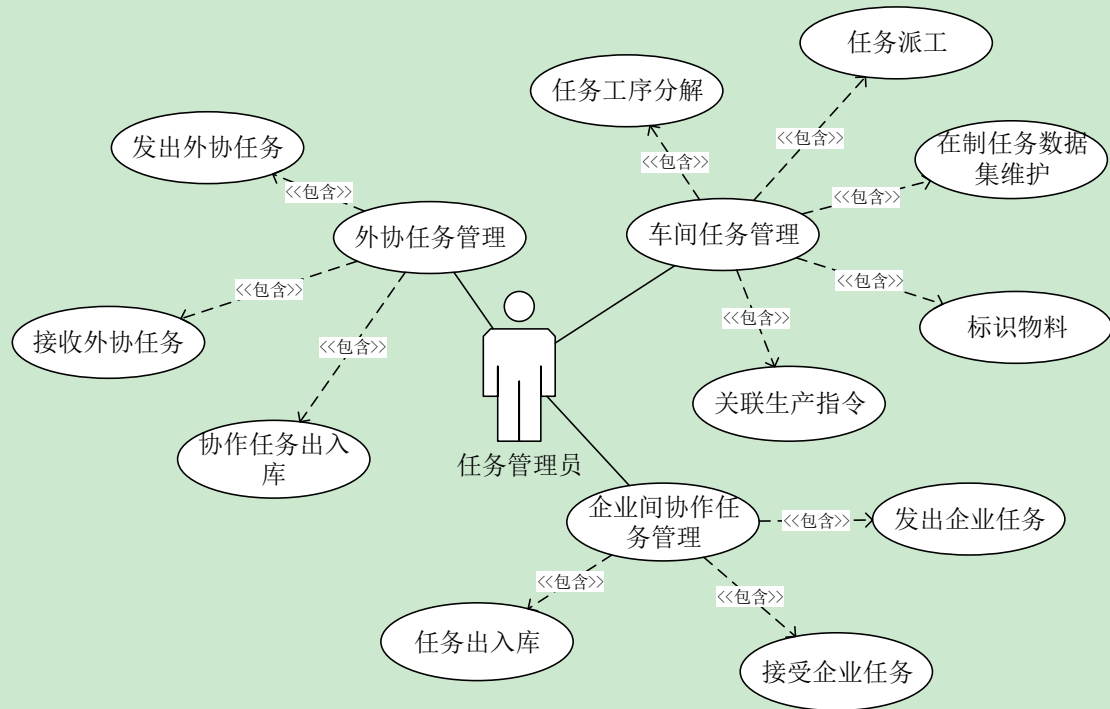 任务派工
任务工序分解
发出外协任务
<<包含>>
<<包含>>
在制任务数据
集维护
<<包含>>
<<包含>>
<<包含>>
外协任务管理
车间任务管理
<<包含>>
<<包含>>
<<包含>>
标识物料
接收外协任务
<<包含>>
关联生产指令
协作任务出入
库
任务管理员
企业间协作任
务管理
<<包含>>
发出企业任务
<<包含>>
<<包含>>
任务出入库
接受企业任务